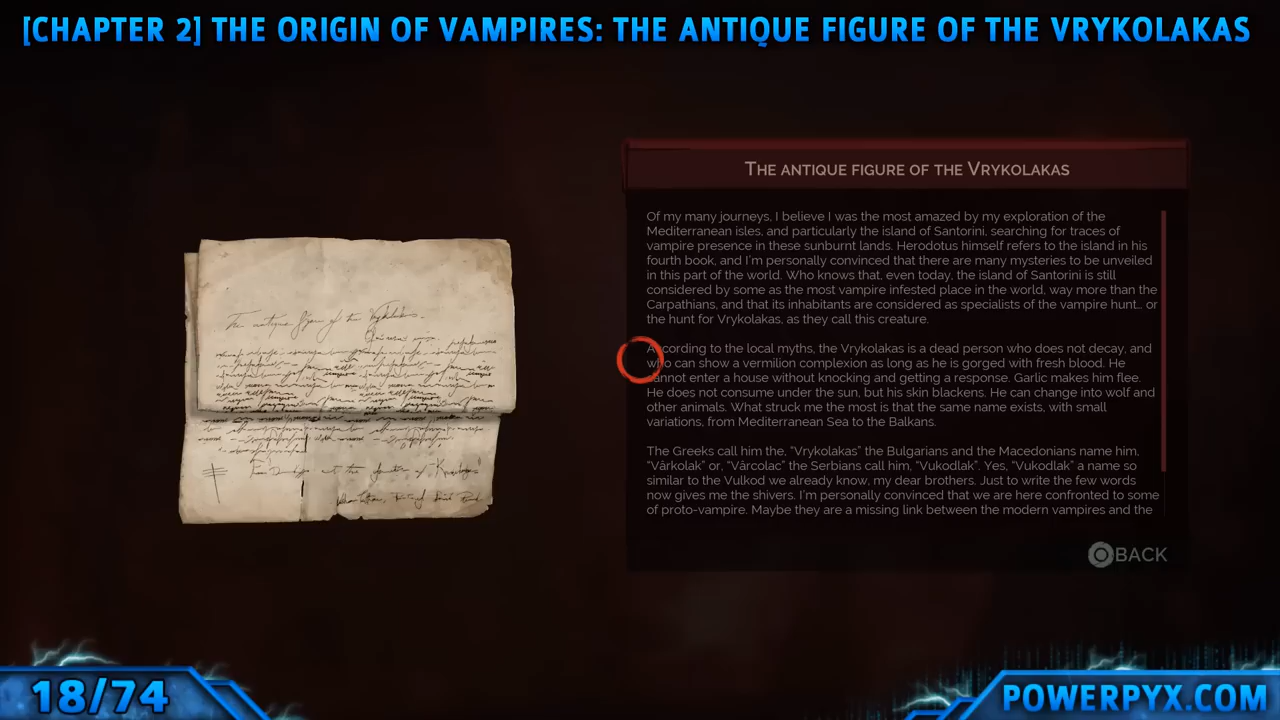 [CHAPTER 2] THE ORIGIN OF VAMPIRES: THE ANTIQUE FIGURE OF THE VRYKOLAKAS
The antique figure of the Vrykolakas
The antique figure of the Vrykolakas
Of my many journeys, I believe I was the most amazed by my exploration of the
Mediterranean isles, and particularly the island of Santorini, searching for traces of
vampire presence in these sunburnt lands. Herodotus himself refers to the island in his
fourth book, and I'm personally convinced that there are many mysteries to be unveiled
in this part of the world. Who knows that, even today, the island of Santorini is still
considered by some as the most vampire infested place in the world, way more than the
Carpathians, and that its inhabitants are considered as specialists of the vampire hunt... or
the hunt for Vrykolakas, as they call this creature.
According to the local myths, the Vrykolakas is a dead person who does not decay, and
who can show a vermilion complexion as long as he is gorged with fresh blood. He
cannot enter a house without knocking and getting a response. Garlic makes him flee.
He does not consume under the sun, but his skin blackens. He can change into wolf and
other animals. What struck me the most is that the same name exists, with small
variations, from Mediterranean Sea to the Balkans.
The Greeks call him the, "Vrykolakas" the Bulgarians and the Macedonians name him,
"Vârkolak" or, "Vârcolac" the Serbians call him, "Vukodlak". Yes, "Vukodlak" a name so
similar to the Vulkod we already know, my dear brothers. Just to write the few words
now gives me the shivers. I'm personally convinced that we are here confronted to some
of proto-vampire. Maybe they are a missing link between the modern vampires and the
BACK
18/74
POWERPYX.COM